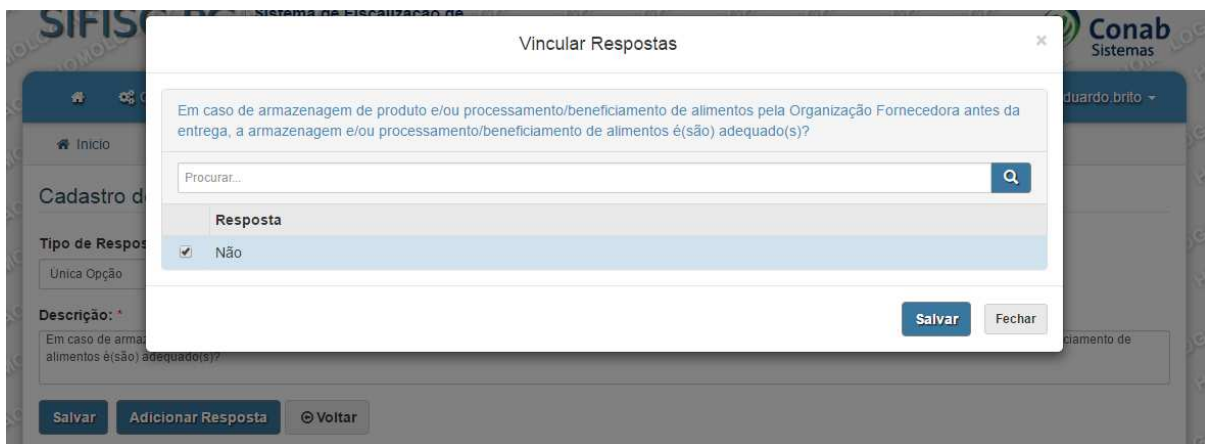 Sistema de Fiscalização de
Conab
Sistemas
Vincular Respostas
×
duardo.brito
Em caso de armazenagem de produto e/ou processamento/beneficiamento de alimentos pela Organização Fornecedora antes da
entrega, a armazenagem e/ou processamento/beneficiamento de alimentos é(são) adequado(s)?
Início
Procurar...
Cadastro d
Resposta
Tipo de Respos
Não
Única Opção
Salvar
Fechar
Descrição: *
Em caso de armaz
ciamento de
alimentos é(são) adequado(s)?
Salvar
Adicionar Resposta
Voltar